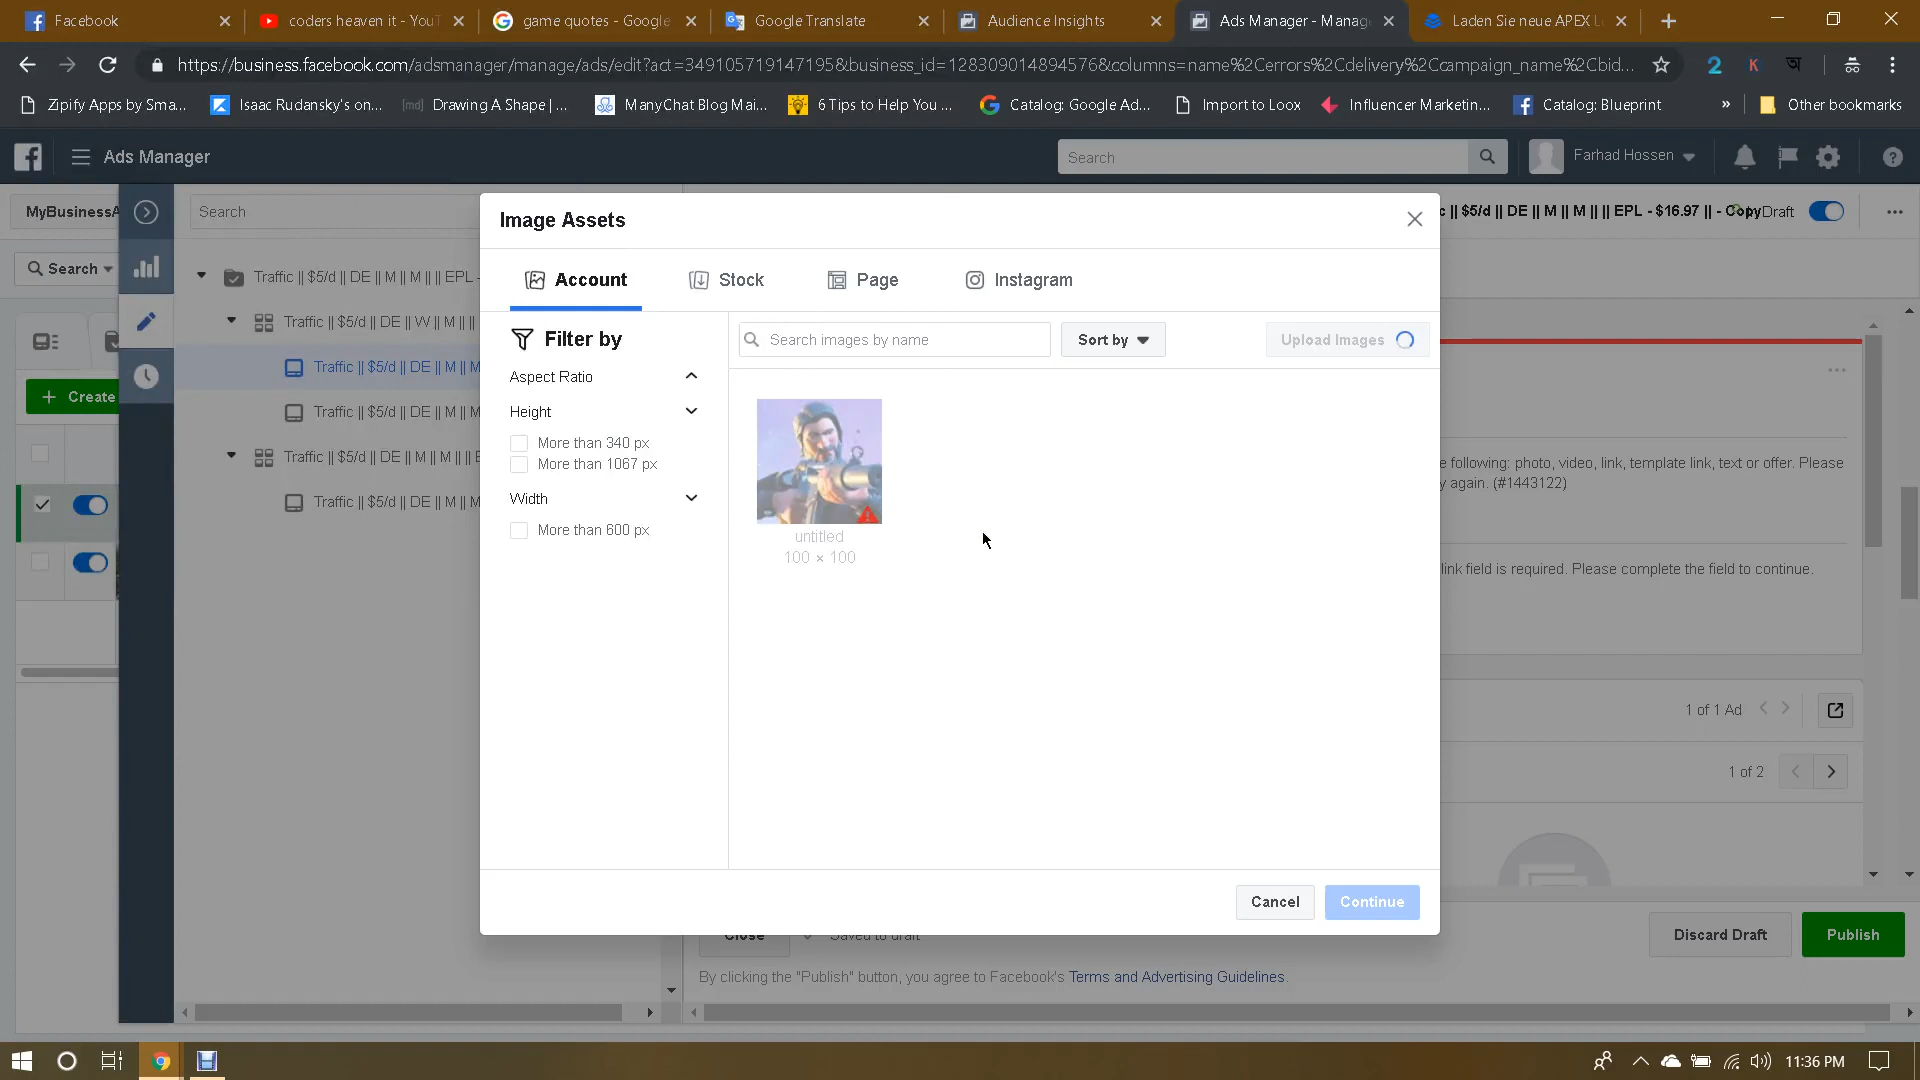 Facebook
coders heaven it - YouT
game quotes - Google
Google Translate
Audience Insights
Ads Manager - Manag
Laden Sie neue APEX L
https://business.facebook.com/adsmanager/manage/ads/edit?act=349105719147195&business_id=128309014894576&columns=name%2Cerrors%2Cdelivery%2Ccampaign_name%2Cbid...
2
K
অ
Zipify Apps by Sma...
Isaac Rudansky's on...
[md] Drawing A Shape | ...
ManyChat Blog Mai...
6 Tips to Help You ...
Catalog: Google Ad...
Import to Loox
Influencer Marketin...
Catalog: Blueprint
»
Other bookmarks
Ads Manager
Search
Farhad Hossen
MyBusinessA
Search
|| $5/d || DE || M || M || || EPL - $16.97 || - Copy
Draft
Search
Create
Traffic || $5/d || DE || M || M || || EPL -
Traffic || $5/d || DE || W || M || ||
Traffic || $5/d || DE || M || M
Traffic || $5/d || DE || M || M
Traffic || $5/d || DE || M || M || || E
Traffic || $5/d || DE || M || M
Image Assets
Account
Stock
Page
Instagram
Filter by
Search images by name
Sort by
Upload Images
Aspect Ratio
Height
More than 340 px
More than 1067 px
Width
More than 600 px
untitled
100 × 100
e following: photo, video, link, template link, text or offer. Please
y again. (#1443122)
link field is required. Please complete the field to continue.
1 of 1 Ad
1 of 2
Cancel
Continue
Close
Saved to draft
Discard Draft
Publish
By clicking the "Publish" button, you agree to Facebook's Terms and Advertising Guidelines.
11:36 PM